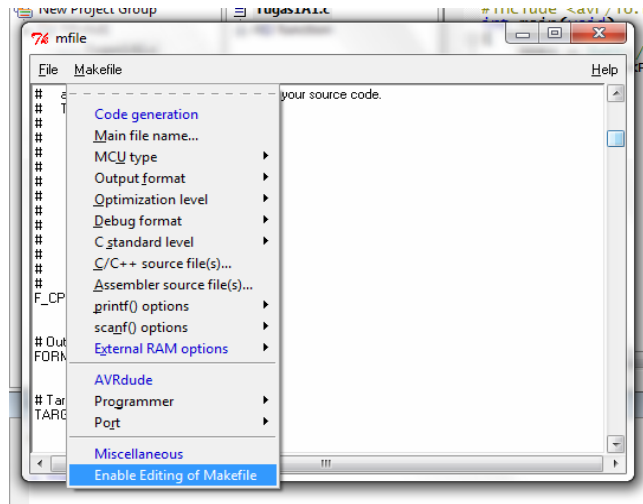 New Project Group
Tugas1A1.c
#include <avr/io.
int main(void)
mfile
File Makefile Help
# a
your source code.
#
#
#
#
#
#
#
#
#
#
#
#
F_CP
# Out
FORM
# Tar
TARG
Code generation
Main file name...
MCU type
Output format
Optimization level
Debug format
C standard level
C/C++ source file(s)...
Assembler source file(s)...
printf() options
scanf() options
External RAM options
AVRdude
Programmer
Port
Miscellaneous
Enable Editing of Makefile